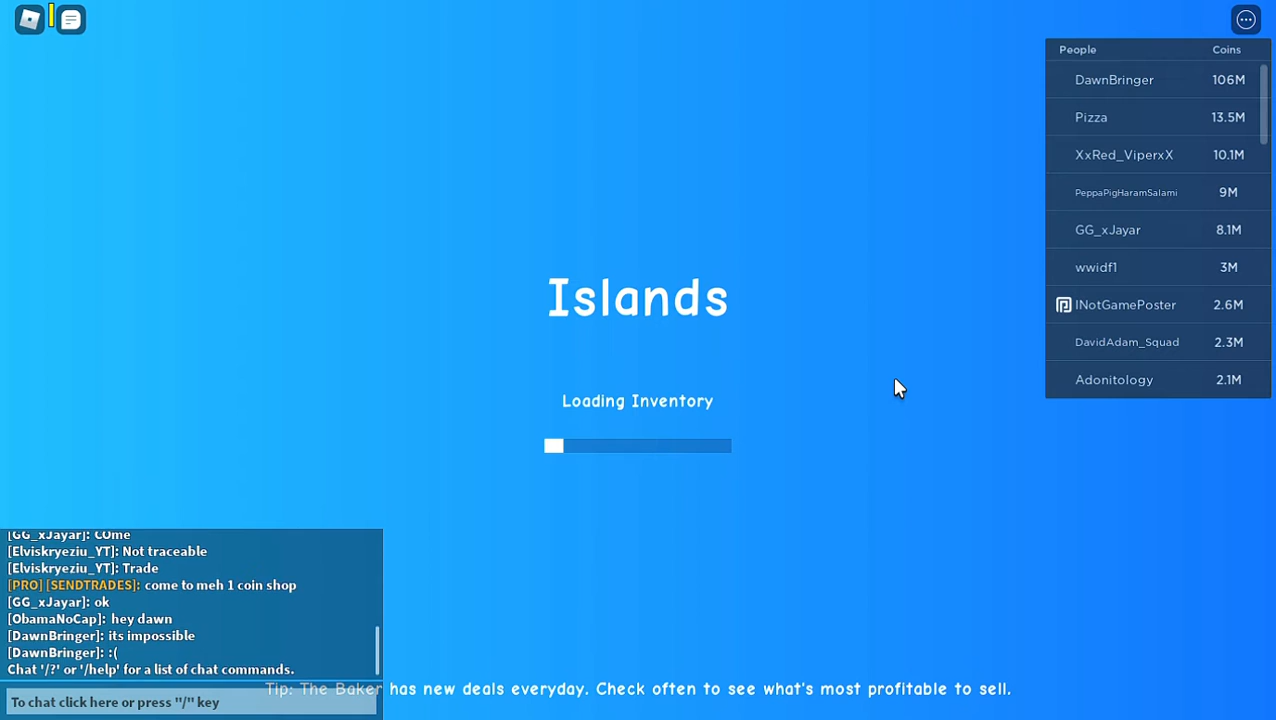 People Coins
DawnBringer 106M
Pizza 13.5M
XxRed_ViperxX 10.1M
PeppaPigHaramSalami 9M
GG_xJayar 8.1M
wwidf1 3M
INotGamePoster 2.6M
DavidAdam_Squad 2.3M
Adonitology 2.1M
Islands
Loading Inventory
[GG_xJayar]: COme
[Elviskryeziu_YT]: Not traceable
[Elviskryeziu_YT]: Trade
[PRO] [SENDTRADES]: come to meh 1 coin shop
[GG_xJayar]: ok
[ObamaNoCap]: hey dawn
[DawnBringer]: its impossible
[DawnBringer]: :(
Chat '/?' or '/help' for a list of chat commands.
To chat click here or press "/" key
Tip: The Baker has new deals everyday. Check often to see what's most profitable to sell.